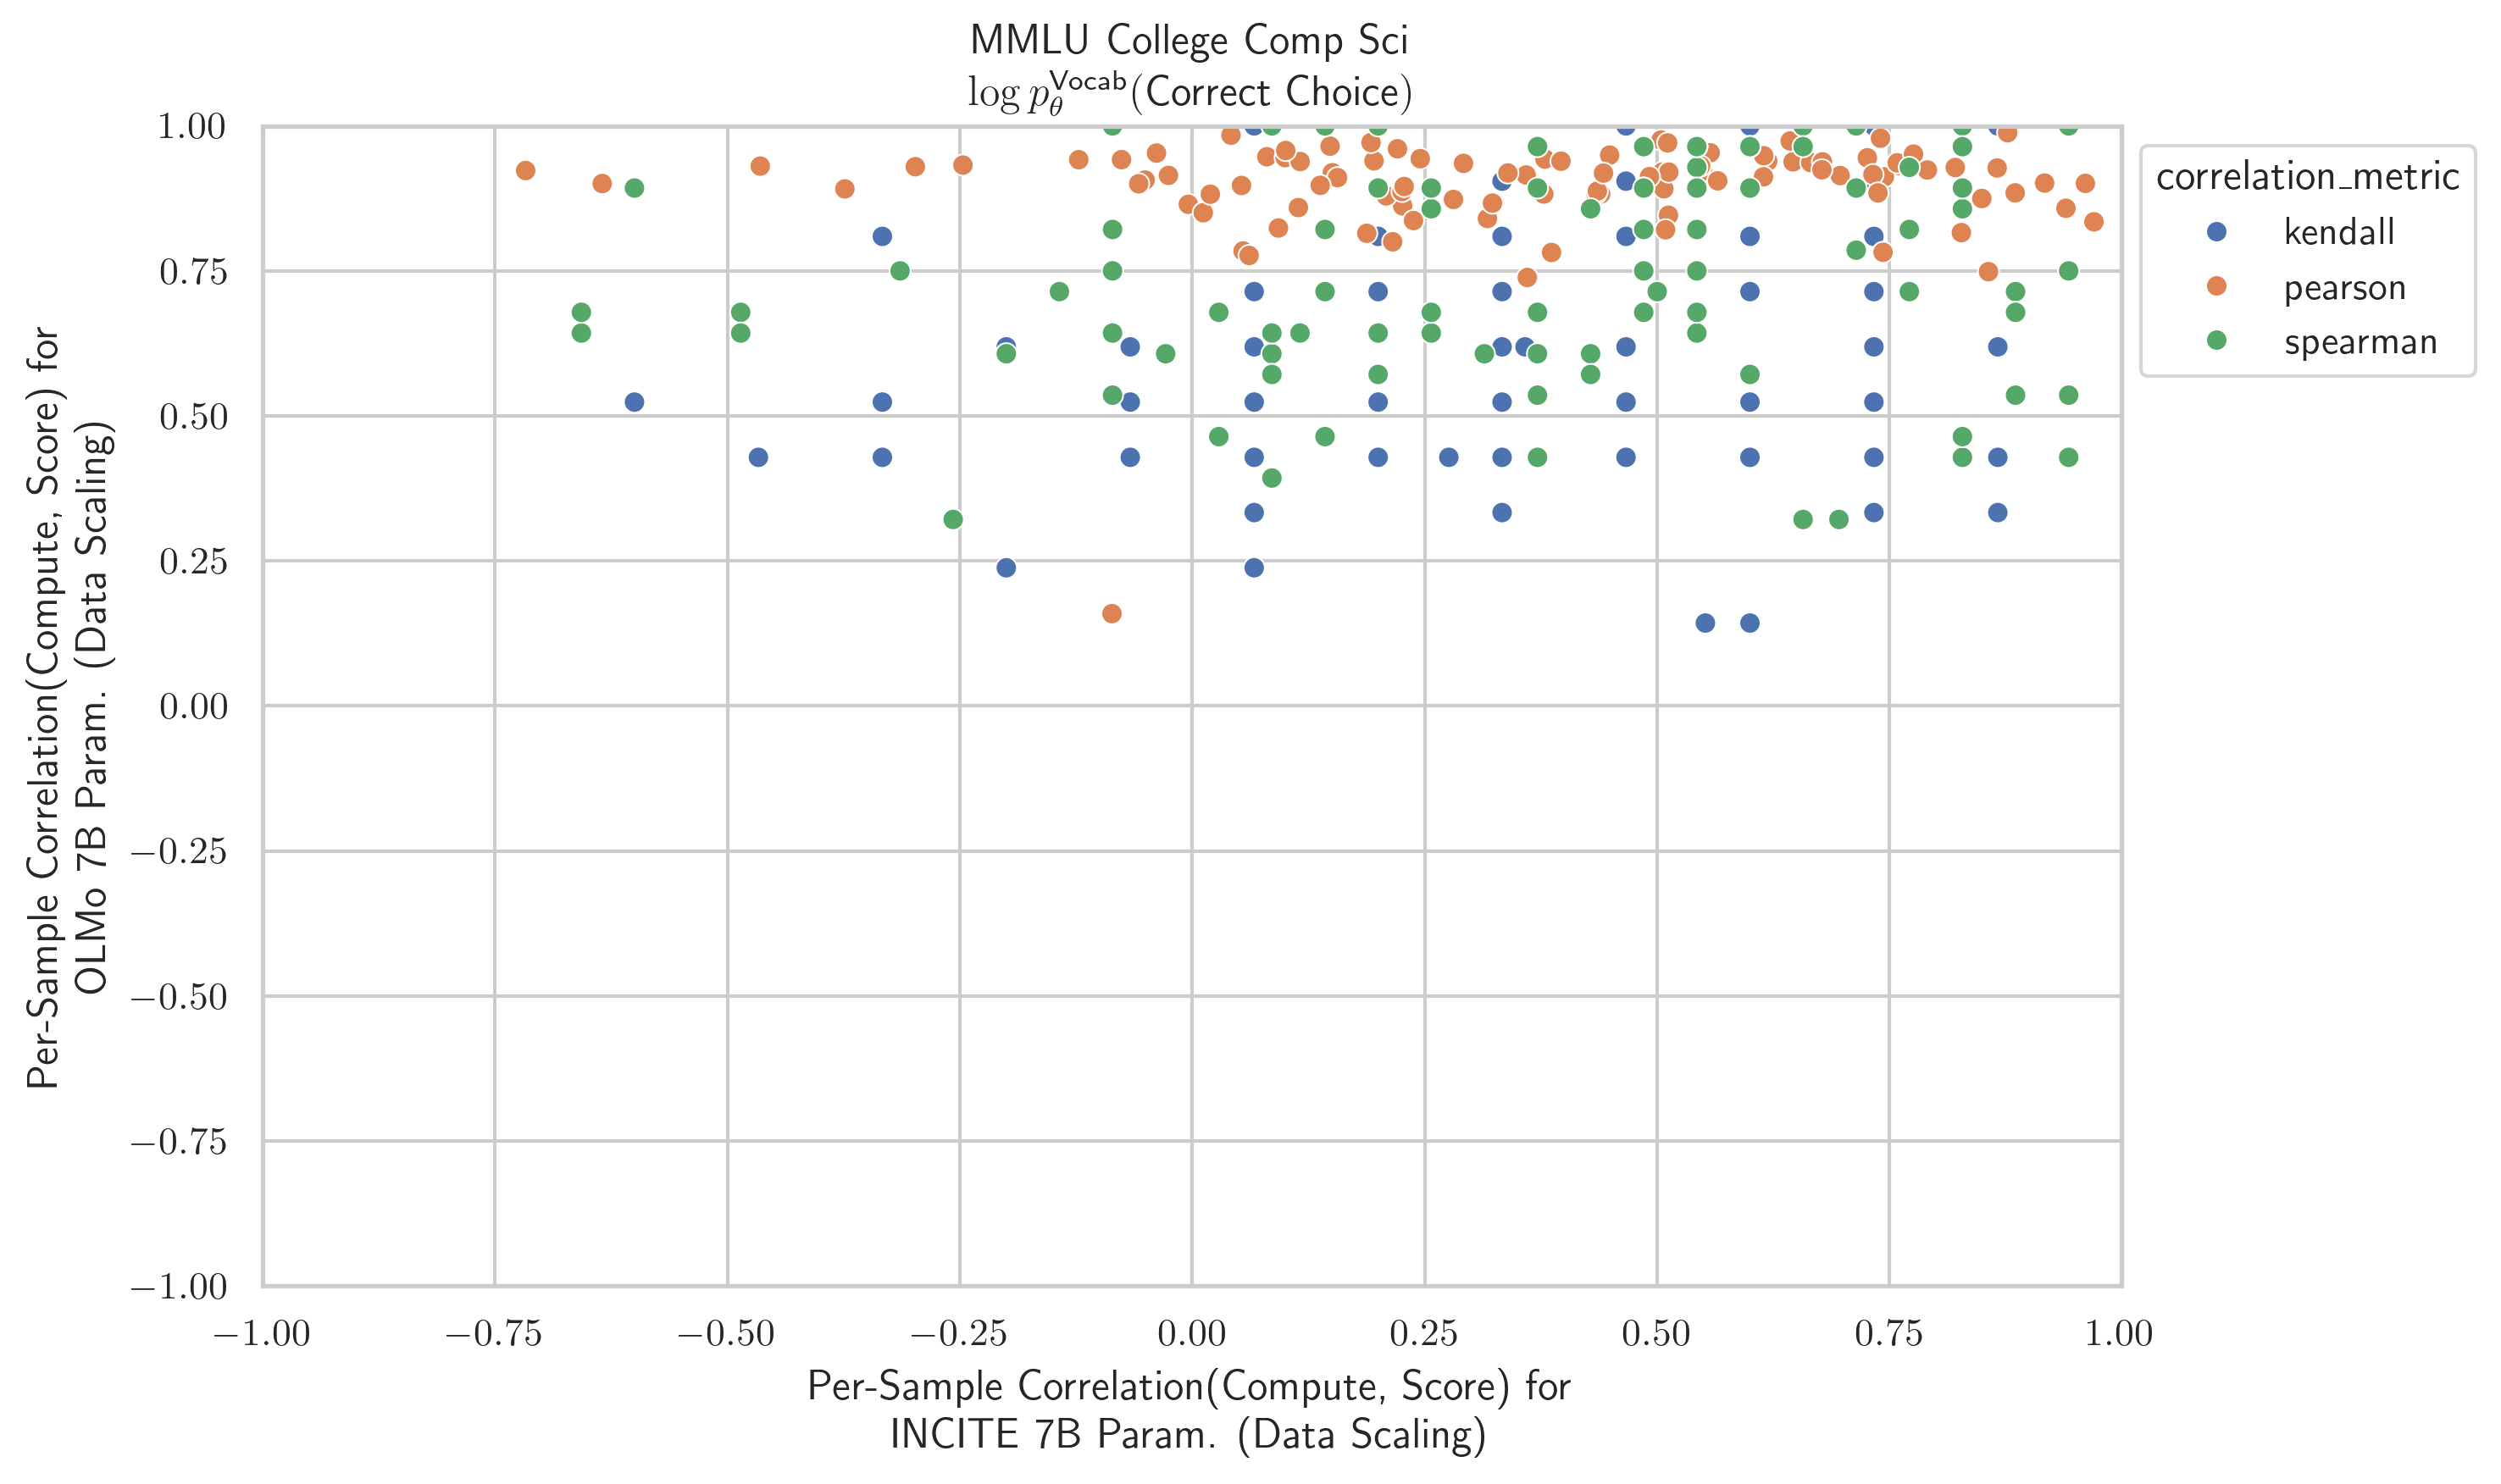 MMLU College Comp Sci
log p_θ^Vocab(Correct Choice)
1.00
0.75
0.50
0.25
0.00
−0.25
−0.50
−0.75
−1.00
Per-Sample Correlation(Compute, Score) for
OLMo 7B Param. (Data Scaling)
−1.00 −0.75 −0.50 −0.25 0.00 0.25 0.50 0.75 1.00
Per-Sample Correlation(Compute, Score) for
INCITE 7B Param. (Data Scaling)
correlation_metric
kendall
pearson
spearman